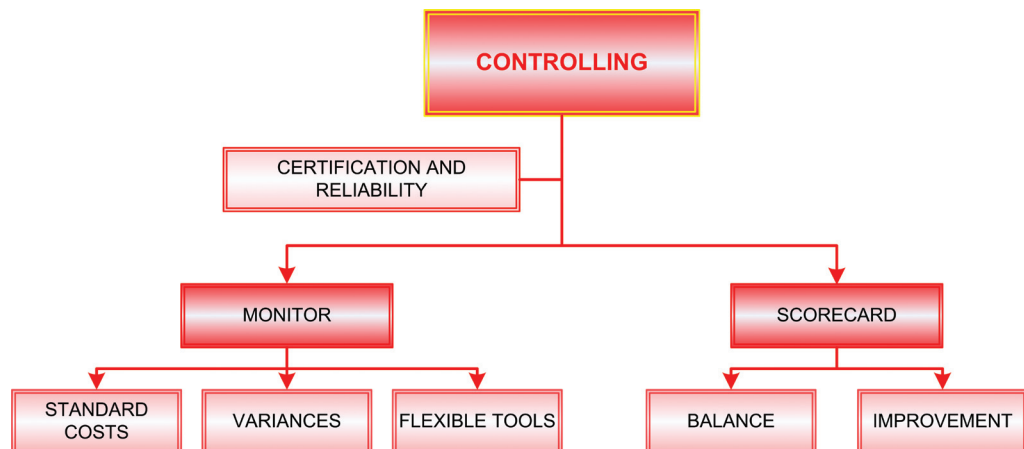 CONTROLLING
CERTIFICATION AND
RELIABILITY
MONITOR
SCORECARD
STANDARD
COSTS
VARIANCES
FLEXIBLE TOOLS
BALANCE
IMPROVEMENT